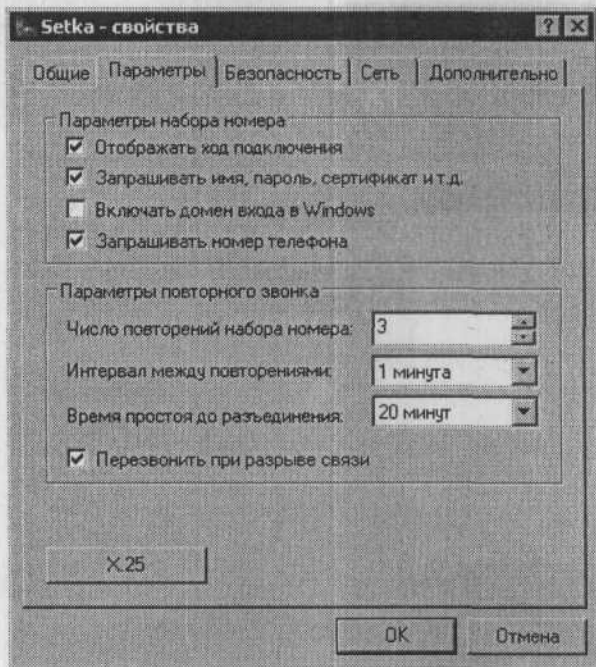 Setka - свойства
Общие Параметры Безопасность Сеть Дополнительно
Параметры набора номера
Отображать ход подключения
Запрашивать имя, пароль, сертификат и т.д.
Включать домен входа в Windows
Запрашивать номер телефона
Параметры повторного звонка
Число повторений набора номера: 3
Интервал между повторениями: 1 минута
Время простоя до разъединения: 20 минут
Перезвонить при разрыве связи
X.25
OK Отмена